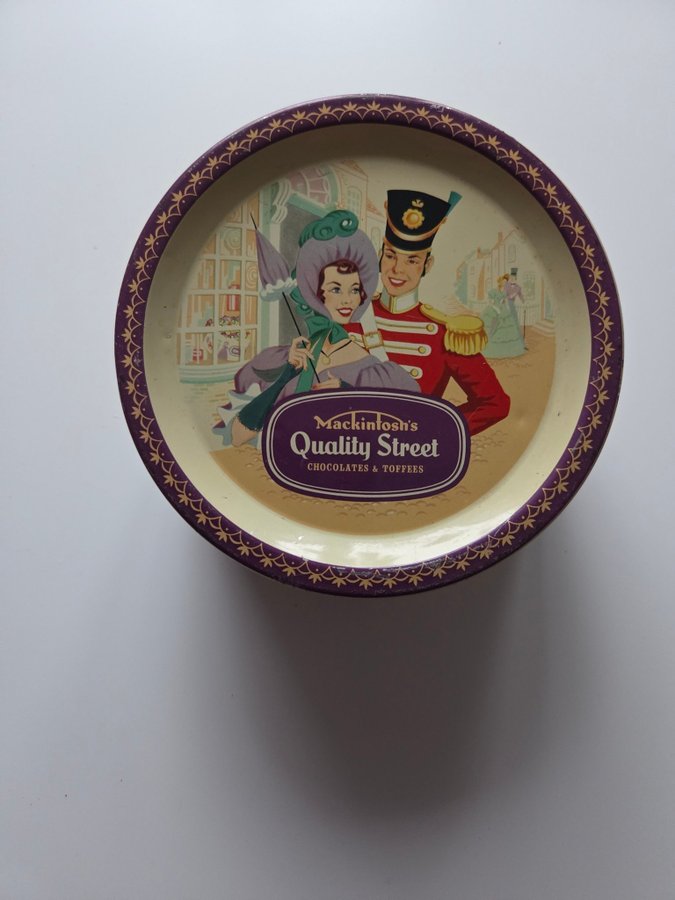 Mackintosh's
Quality Street
CHOCOLATES & TOFFEES